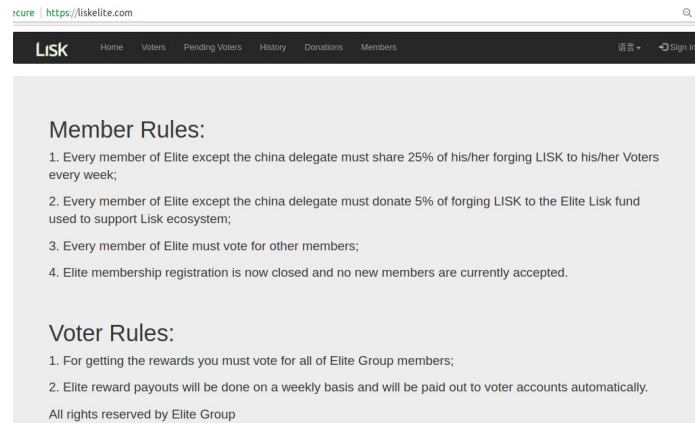 ecure | https://liskelite.com
Lisk Home Voters Pending Voters History Donations Members 语言 Sign in
Member Rules:
1. Every member of Elite except the china delegate must share 25% of his/her forging LISK to his/her Voters
every week;
2. Every member of Elite except the china delegate must donate 5% of forging LISK to the Elite Lisk fund
used to support Lisk ecosystem;
3. Every member of Elite must vote for other members;
4. Elite membership registration is now closed and no new members are currently accepted.
Voter Rules:
1. For getting the rewards you must vote for all of Elite Group members;
2. Elite reward payouts will be done on a weekly basis and will be paid out to voter accounts automatically.
All rights reserved by Elite Group